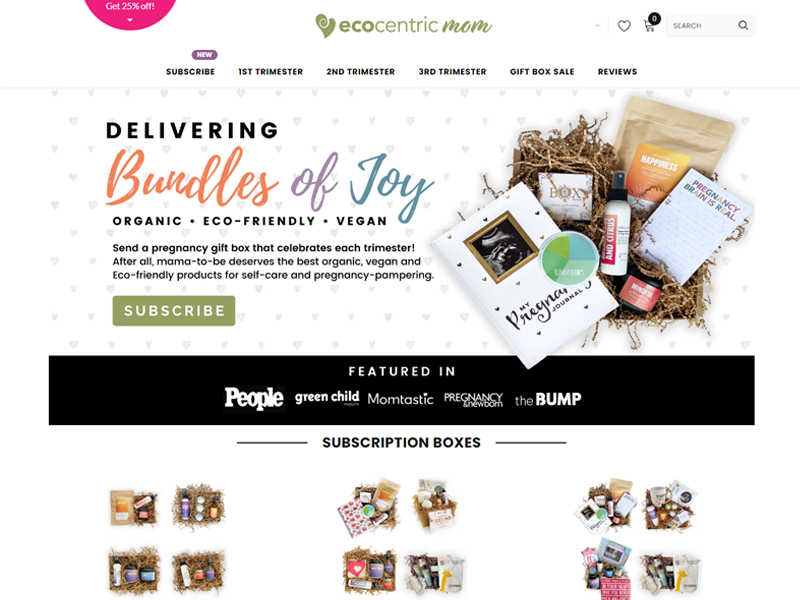 Get 25% off!
ecocentric mom
0
SEARCH
NEW
SUBSCRIBE
1ST TRIMESTER
2ND TRIMESTER
3RD TRIMESTER
GIFT BOX SALE
REVIEWS
DELIVERING
Bundles of Joy
ORGANIC • ECO-FRIENDLY • VEGAN
Send a pregnancy gift box that celebrates each trimester!
After all, mama-to-be deserves the best organic, vegan and
Eco-friendly products for self-care and pregnancy-pampering.
SUBSCRIBE
HAPPINESS
BOX
PREGNANCY
BRAIN IS REAL.
AND CITRUS
MINDFUL
MY
Pregnancy
JOURNAL
FEATURED IN
People
green child
magazine
Momtastic
PREGNANCY
&newborn
the BUMP
SUBSCRIPTION BOXES